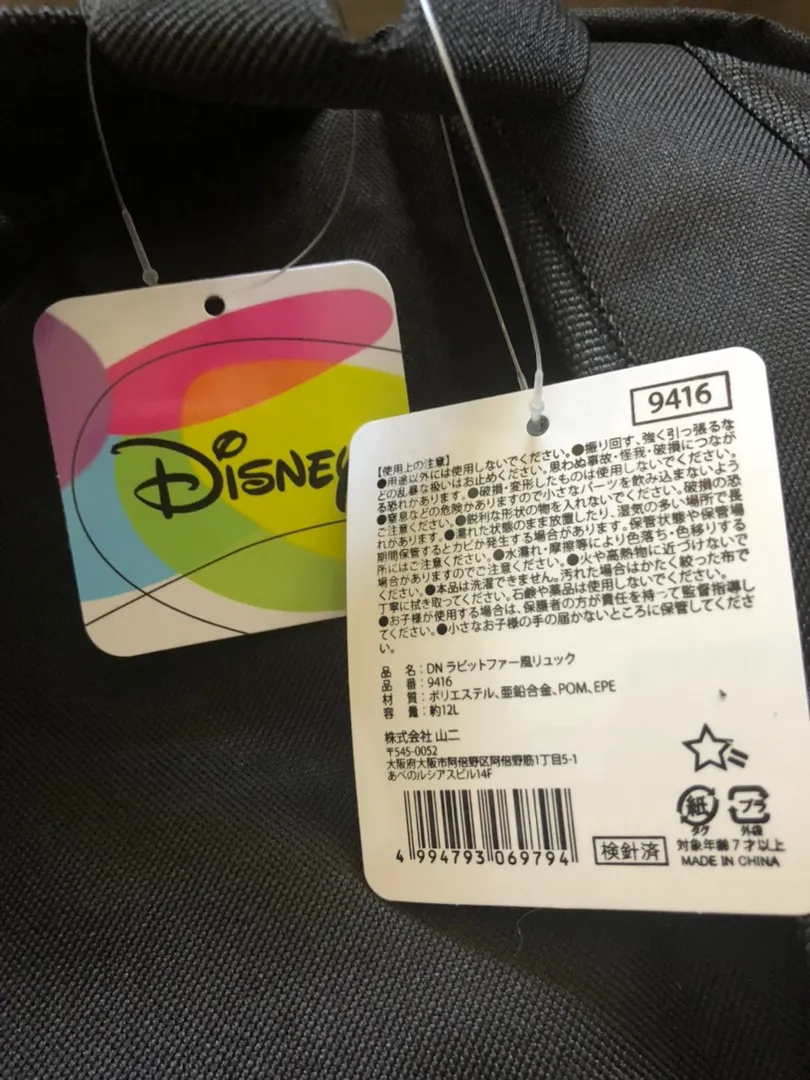 DISNEY
9416
【使用上の注意】
●用途以外には使用しないでください。●振り回す、強く引っ張るな
どの乱暴な扱いはお止めください。思わぬ事故・怪我・破損につなが
る恐れがあります。●破損・変形したものは使用しないでください。
●窒息などの危険がありますので小さなパーツを飲み込まないよう
ご注意ください。●鋭利な形状の物を入れないでください。破損の恐
れがあります。●濡れた状態のまま放置したり、湿気の多い場所で長
期間保管するとカビが発生する場合があります。保管状態や保管場
所にはご注意ください。●水濡れ・摩擦等により色落ち・色移りする
場合がありますのでご注意ください。●火や高熱物に近づけないで
ください。●本品は洗濯できません。汚れた場合はかたく絞った布で
丁寧に拭き取ってください。石鹸や薬品は使用しないでください。
●お子様が使用する場合は、保護者の方が責任を持って監督指導し
てください。●小さなお子様の手の届かないところに保管してくださ
い。
品 名：DN ラビットファー風リュック
品 番：9416
材 質：ポリエステル、亜鉛合金、POM、EPE
容 量：約12L
株式会社 山二
〒545-0052
大阪府大阪市阿倍野区阿倍野筋1丁目5-1
あべのルシアスビル14F
4 994793 069794
検針済
紙
タグ
プラ
外袋
対象年齢7才以上
MADE IN CHINA